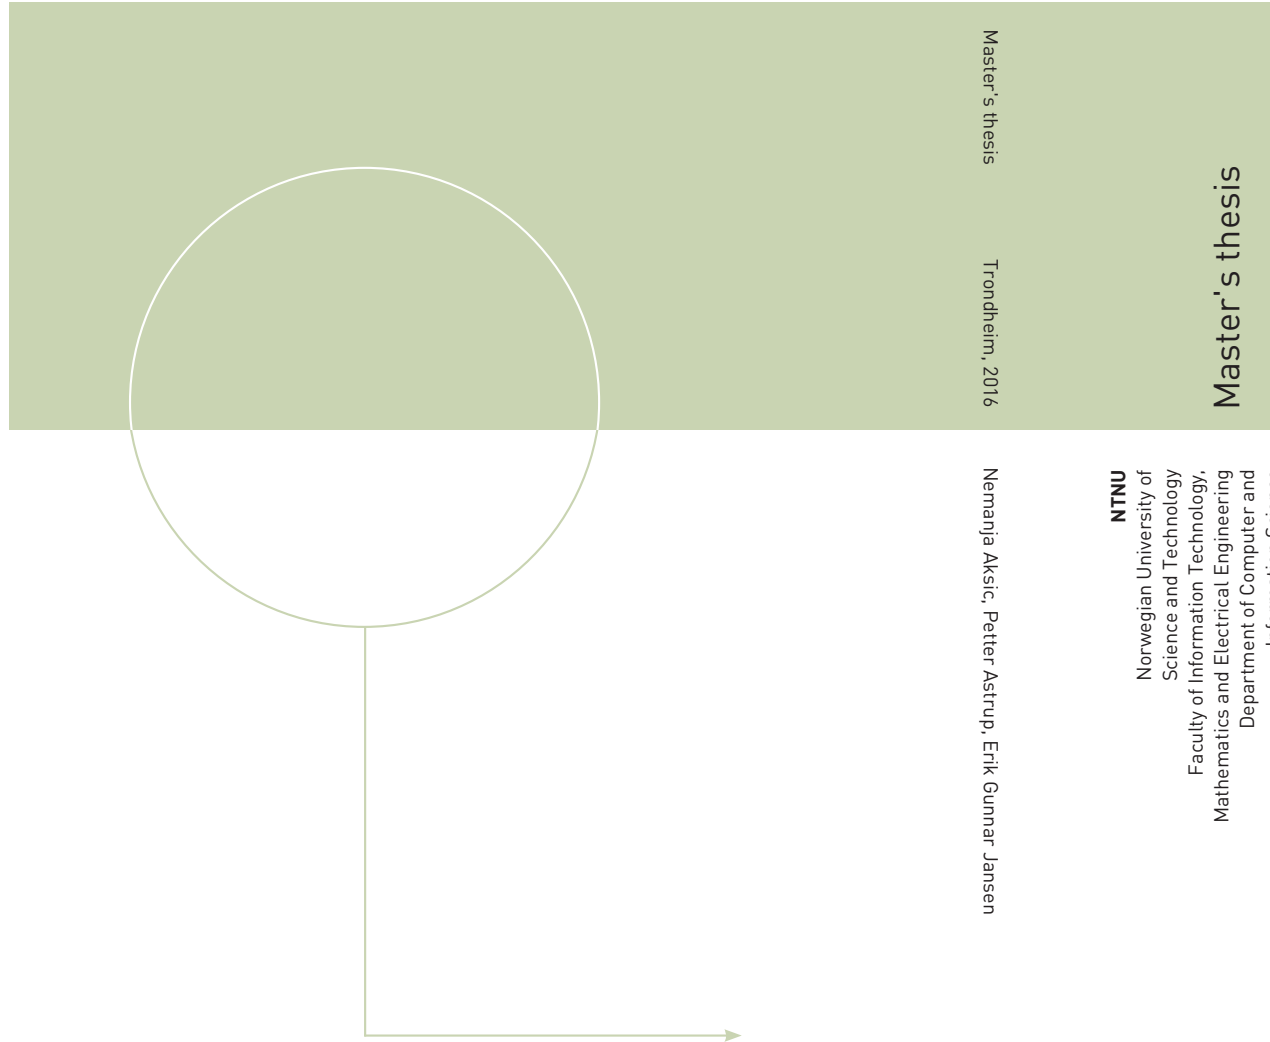 Master's thesis
Trondheim, 2016
Nemanja Aksic, Petter Astrup, Erik Gunnar Jansen
Master's thesis
NTNU
Norwegian University of
Science and Technology
Faculty of Information Technology,
Mathematics and Electrical Engineering
Department of Computer and